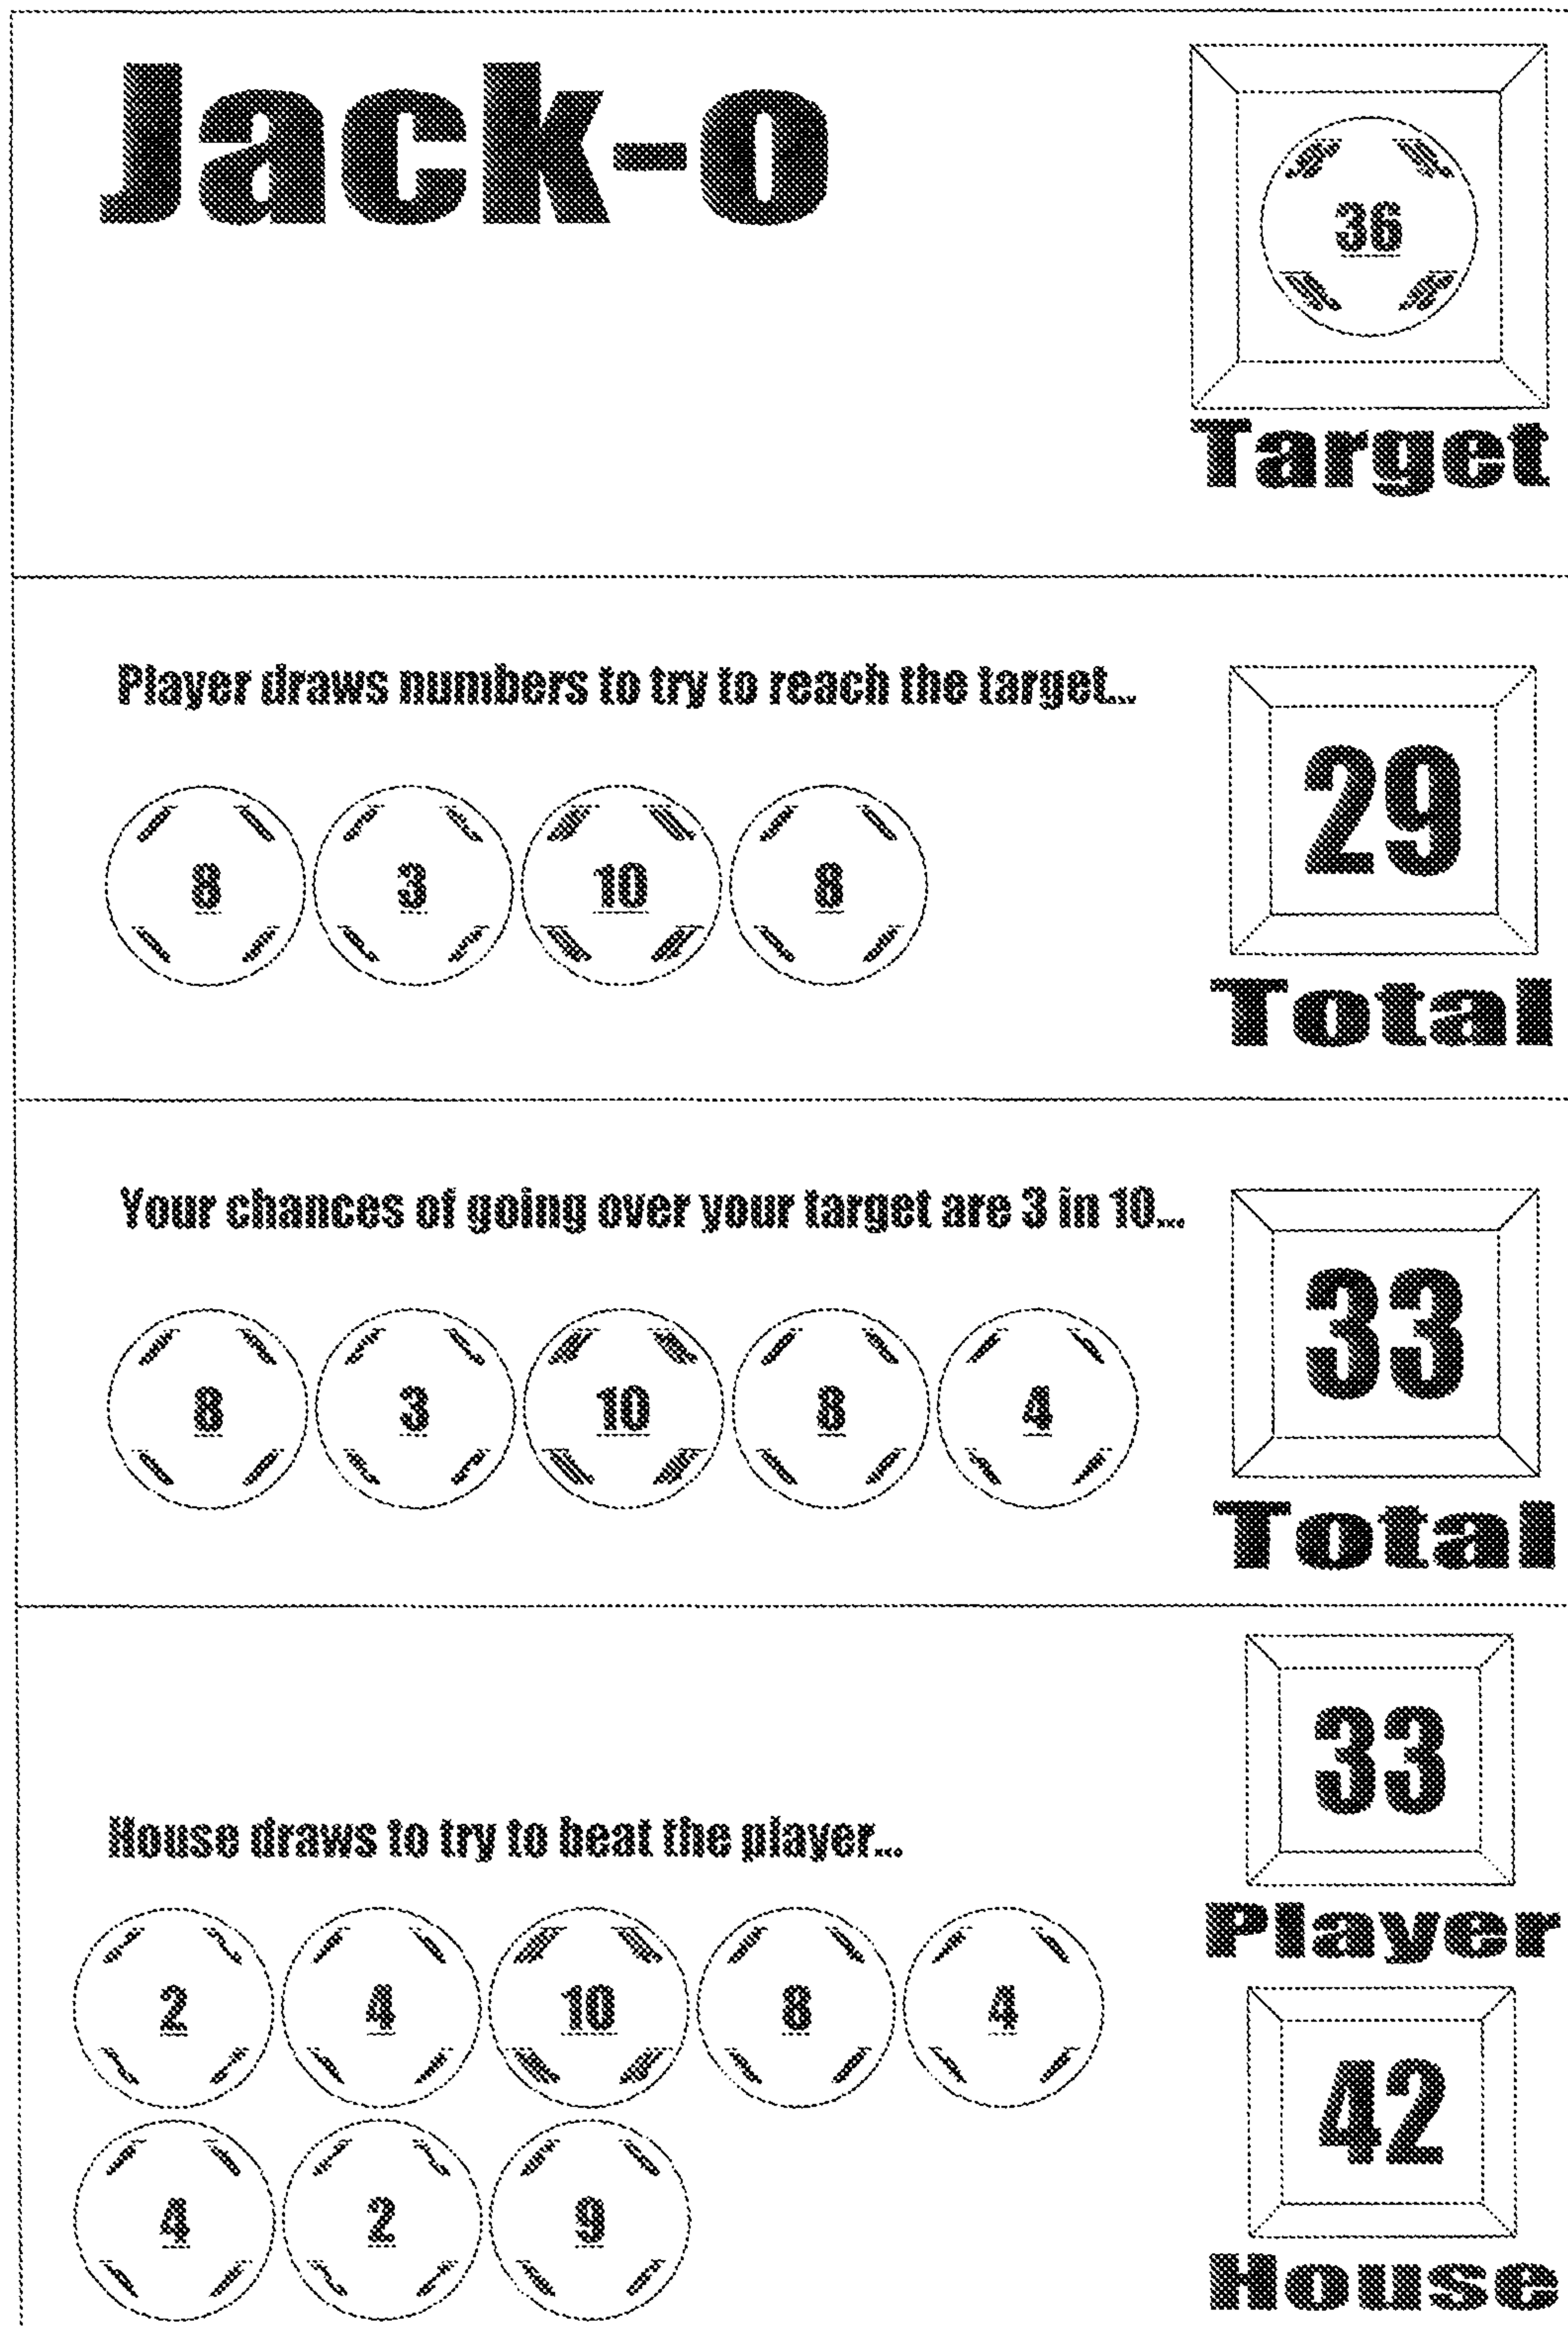 Jack-o
36
Target
Player draws numbers to try to reach the target...
8 3 10 8
29
Total
Your chances of going over your target are 3 in 10...
8 3 10 8 4
33
Total
33
Player
House draws to try to beat the player...
2 4 10 8 4
4 2 9
42
House